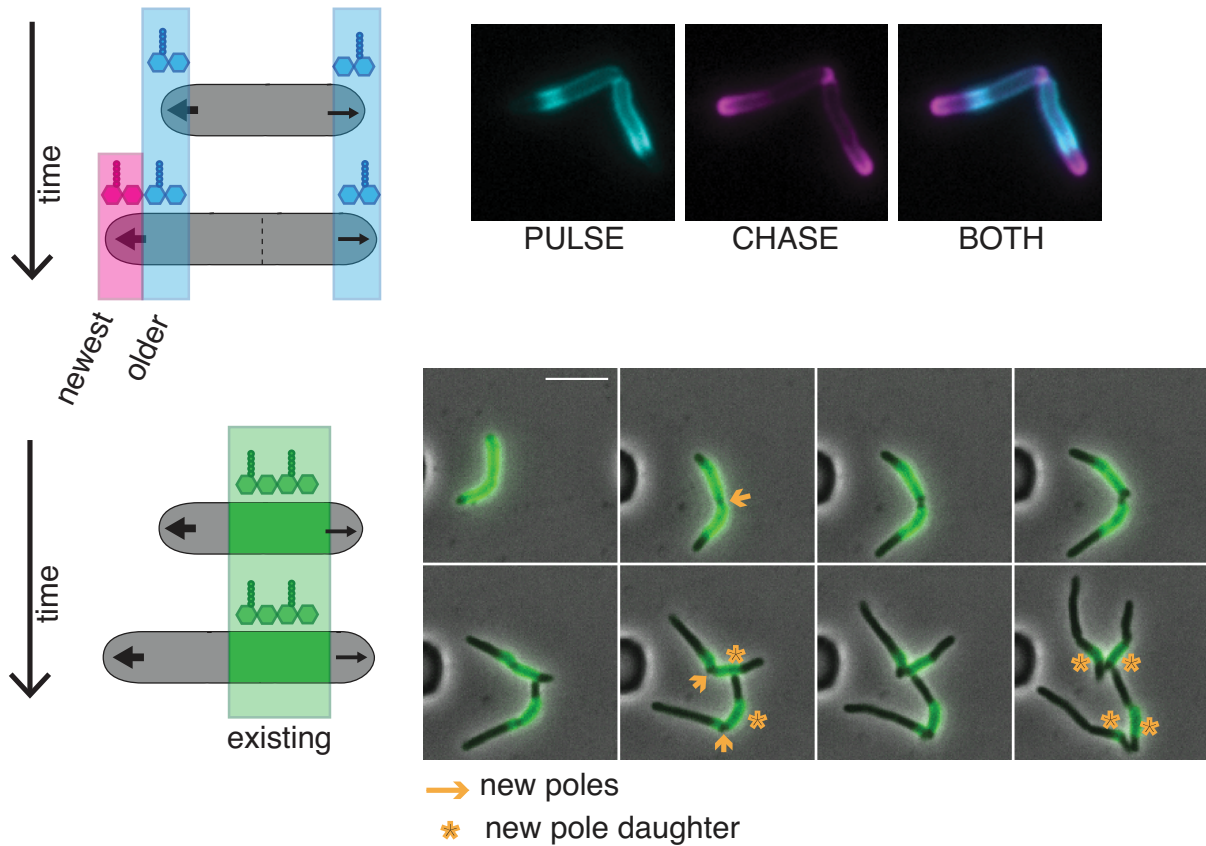 time
newest
older
PULSE
CHASE
BOTH
time
existing
new poles
* new pole daughter